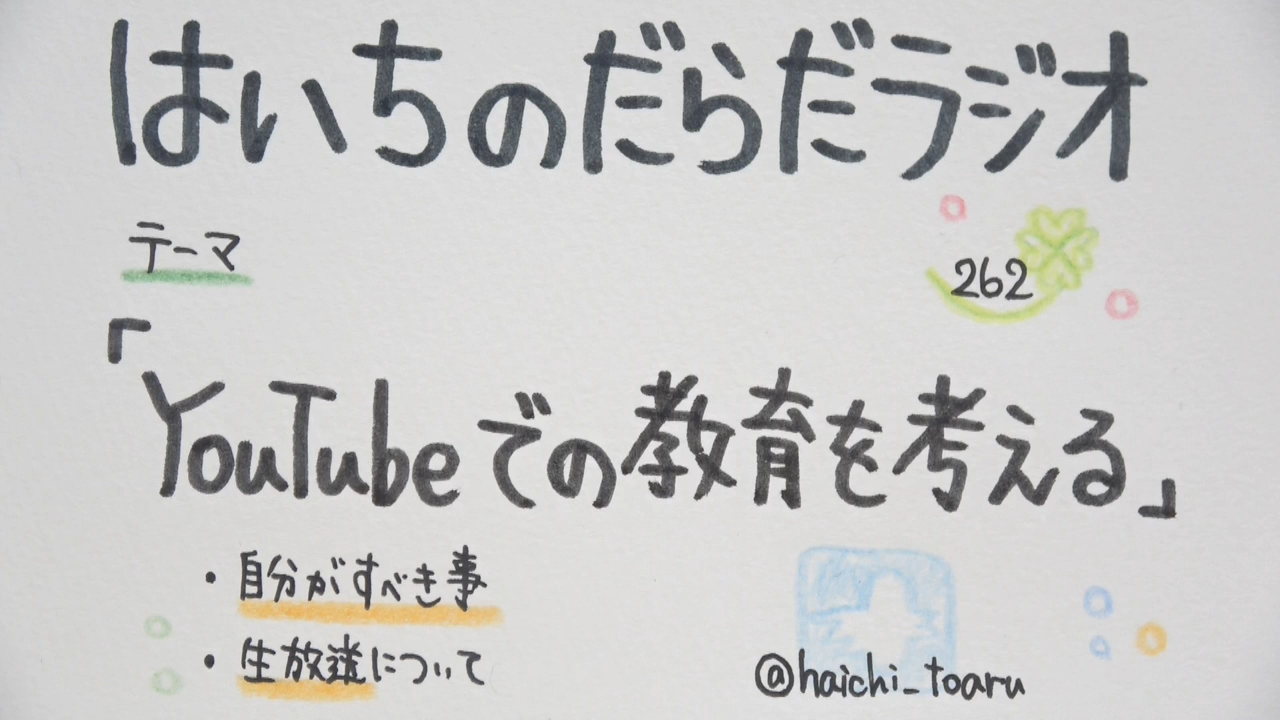 はいちのだらだラジオ
テーマ
262
「YouTubeでの教育を考える」
・自分がすべき事
・生放送について
@haichi_toaru